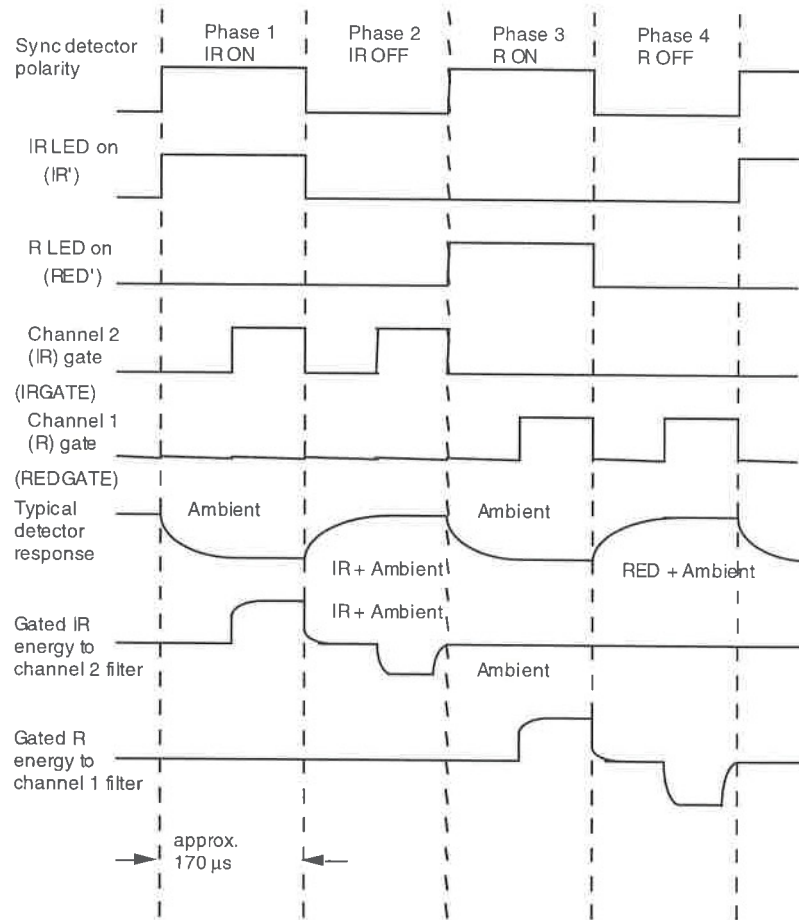 Phase 1
IR ON
Phase 2
IR OFF
Phase 3
R ON
Phase 4
R OFF
Sync detector
polarity
IR LED on
(IR')
R LED on
(RED')
Channel 2
(IR) gate
(IRGATE)
Channel 1
(R) gate
(REDGATE)
Typical
detector
response
Ambient
Ambient
IR + Ambient
RED + Ambient
IR + Ambient
Gated IR
energy to
channel 2 filter
Ambient
Gated R
energy to
channel 1 filter
approx.
170 µs